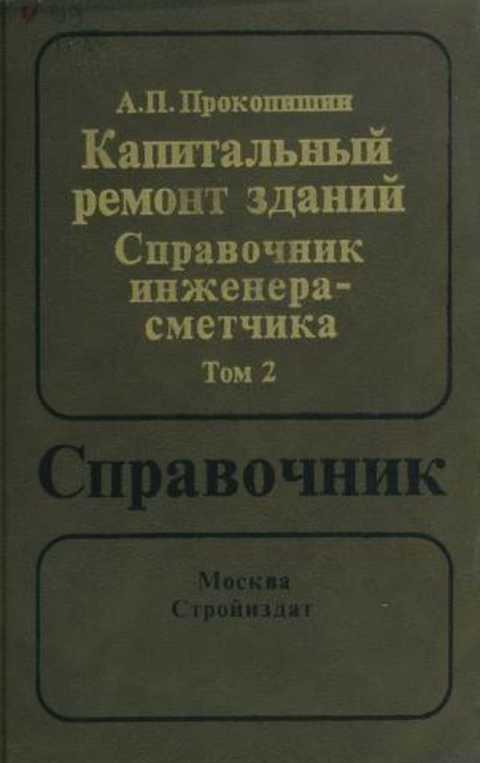 А.П. Прокопишин
Капитальный
ремонт зданий
Справочник
инженера-
сметчика
Том 2
Справочник
Москва
Стройиздат